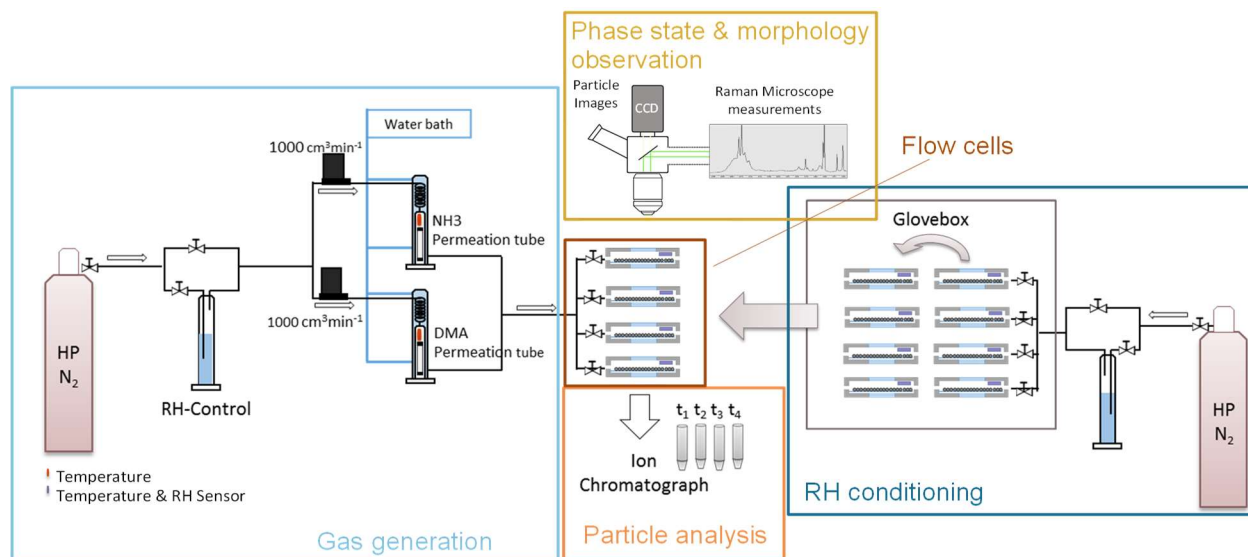 Phase state & morphology
observation
Particle
Images
CCD
Raman Microscope
measurements
Water bath
1000 cm³min⁻¹
NH3
Permeation tube
1000 cm³min⁻¹
DMA
Permeation tube
HP
N₂
RH-Control
Temperature
Temperature & RH Sensor
Gas generation
Flow cells
t₁ t₂ t₃ t₄
Ion
Chromatograph
Particle analysis
Glovebox
HP
N₂
RH conditioning